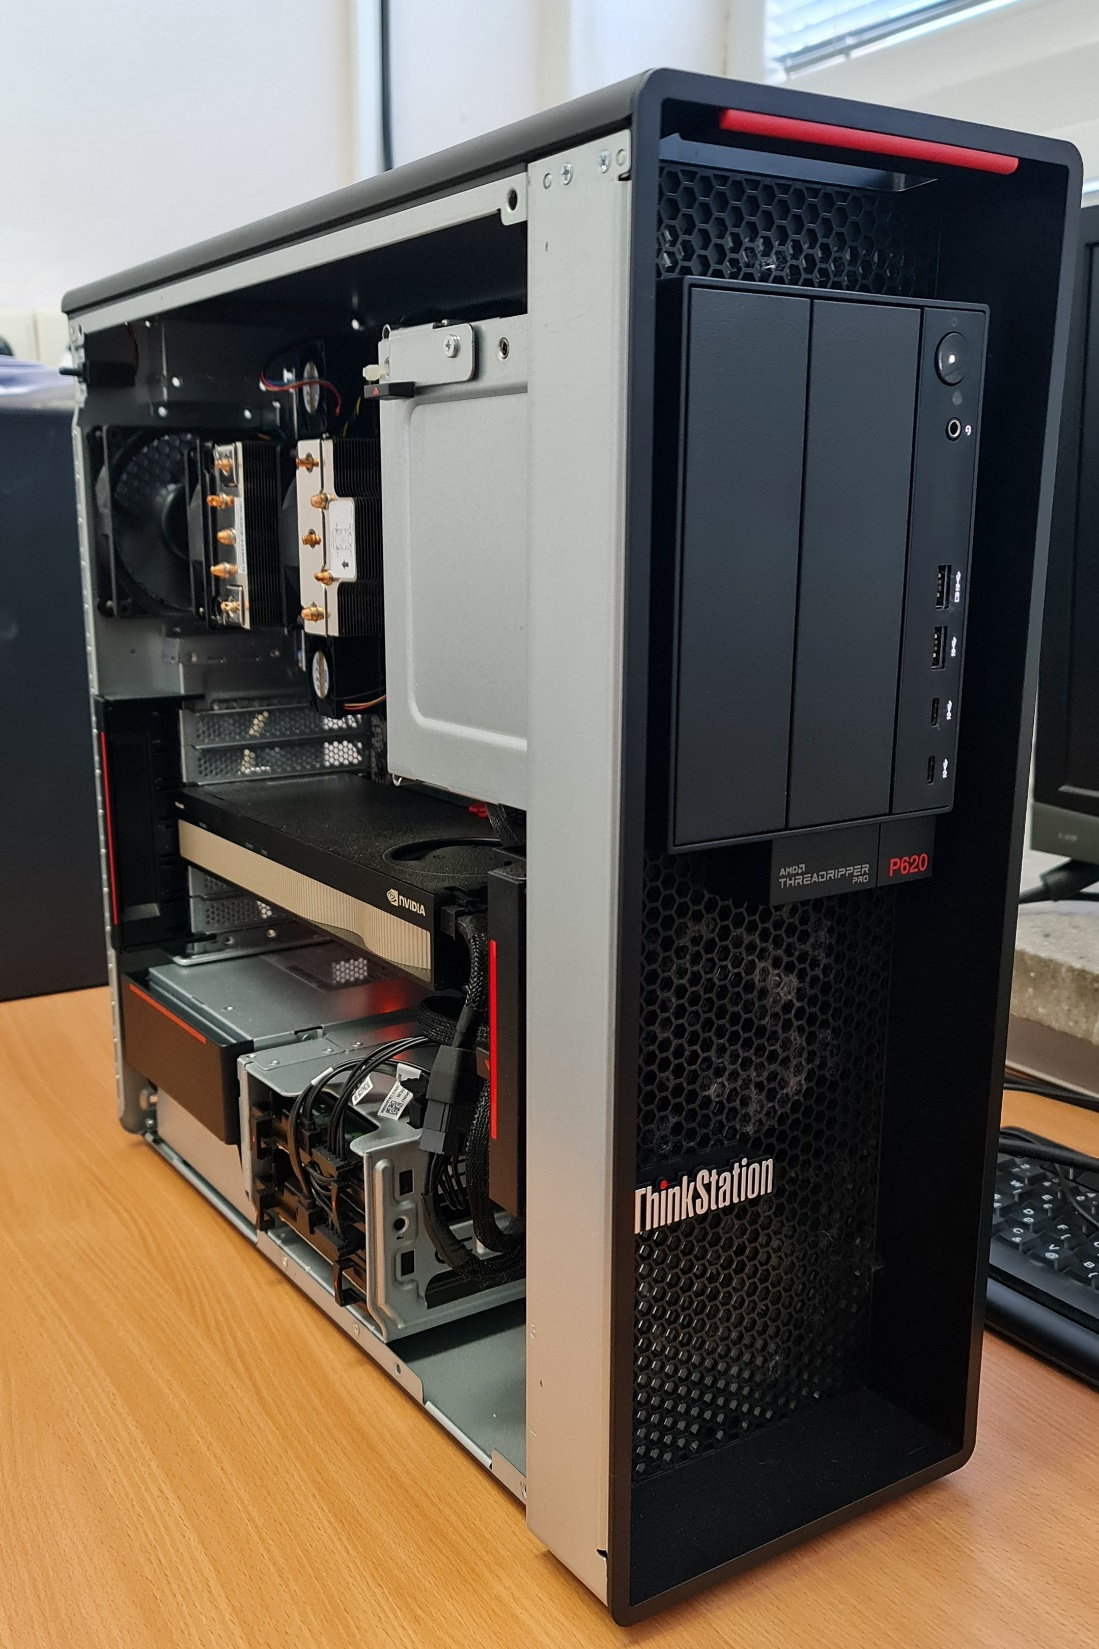 AMD
THREADRIPPER
PRO
P620
NVIDIA
ThinkStation